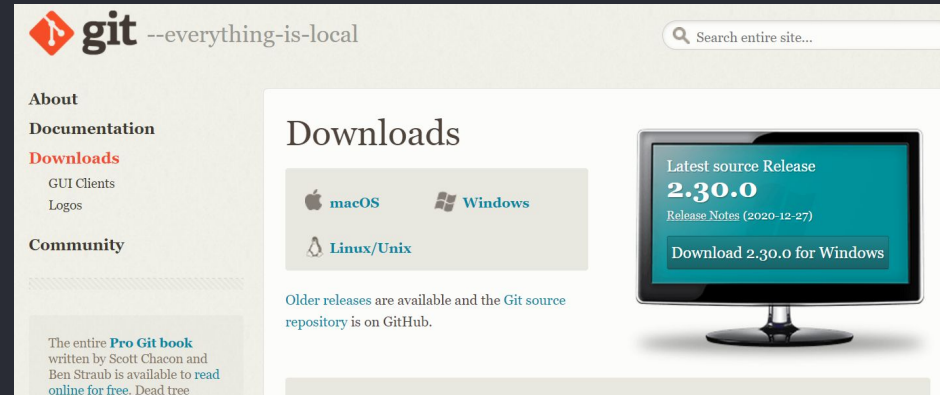 git --everything-is-local
Search entire site...
About
Documentation
Downloads
GUI Clients
Logos
Community
The entire Pro Git book
written by Scott Chacon and
Ben Straub is available to read
online for free. Dead tree
Downloads
macOS
Windows
Linux/Unix
Older releases are available and the Git source
repository is on GitHub.
Latest source Release
2.30.0
Release Notes (2020-12-27)
Download 2.30.0 for Windows